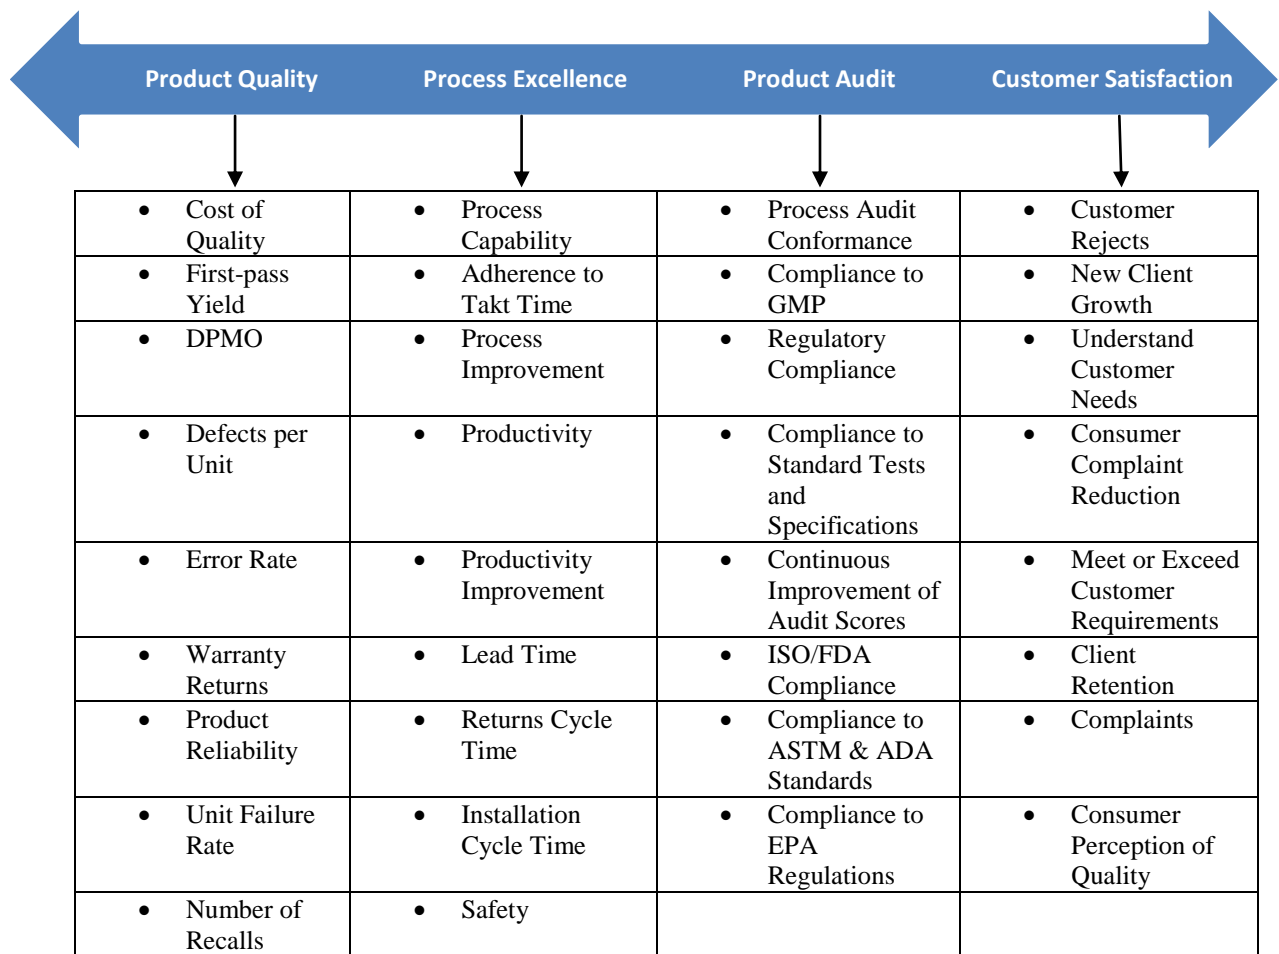 Product Quality Process Excellence Product Audit Customer Satisfaction
• Cost of Quality
• Process Capability
• Process Audit Conformance
• Customer Rejects
• First-pass Yield
• Adherence to Takt Time
• Compliance to GMP
• New Client Growth
• DPMO
• Process Improvement
• Regulatory Compliance
• Understand Customer Needs
• Defects per Unit
• Productivity
• Compliance to Standard Tests and Specifications
• Consumer Complaint Reduction
• Error Rate
• Productivity Improvement
• Continuous Improvement of Audit Scores
• Meet or Exceed Customer Requirements
• Warranty Returns
• Lead Time
• ISO/FDA Compliance
• Client Retention
• Product Reliability
• Returns Cycle Time
• Compliance to ASTM & ADA Standards
• Complaints
• Unit Failure Rate
• Installation Cycle Time
• Compliance to EPA Regulations
• Consumer Perception of Quality
• Number of Recalls
• Safety